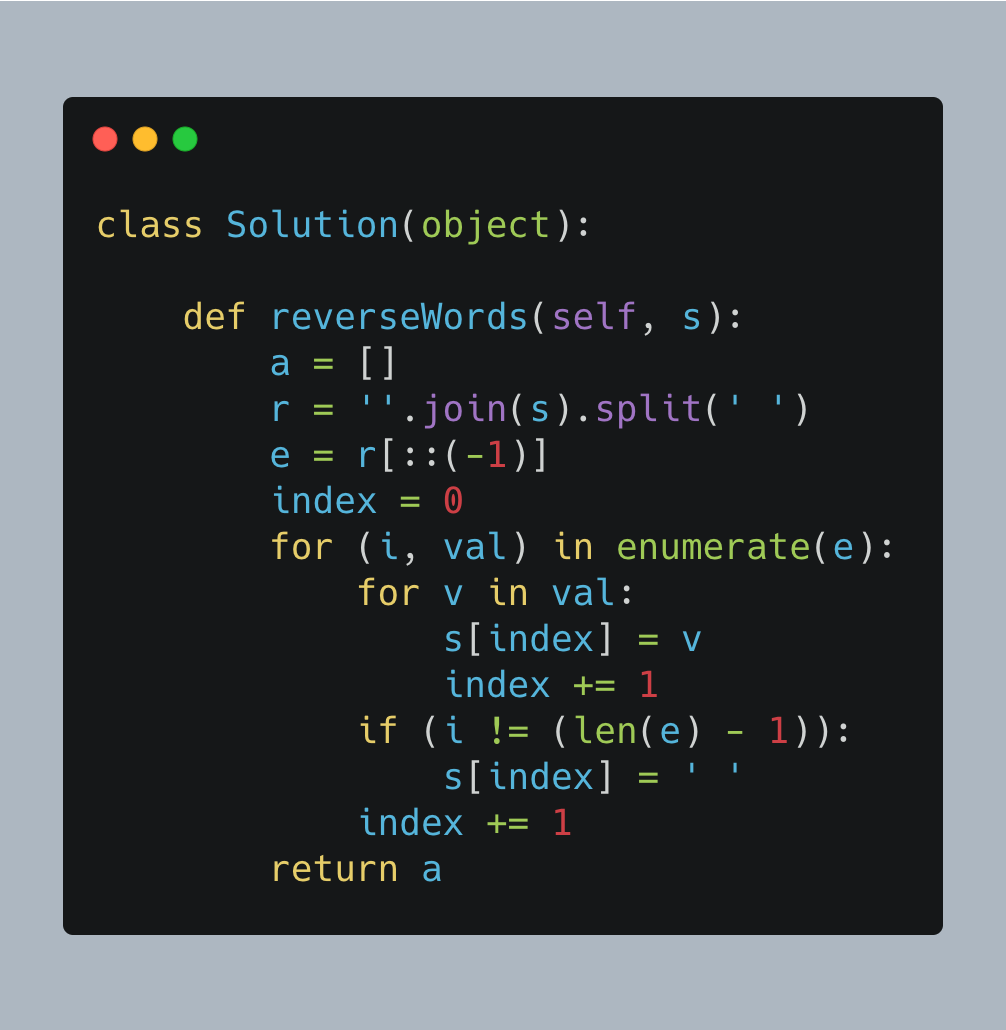 class Solution(object):

    def reverseWords(self, s):
        a = []
        r = ''.join(s).split(' ')
        e = r[::(-1)]
        index = 0
        for (i, val) in enumerate(e):
            for v in val:
                s[index] = v
                index += 1
            if (i != (len(e) - 1)):
                s[index] = ' '
            index += 1
        return a